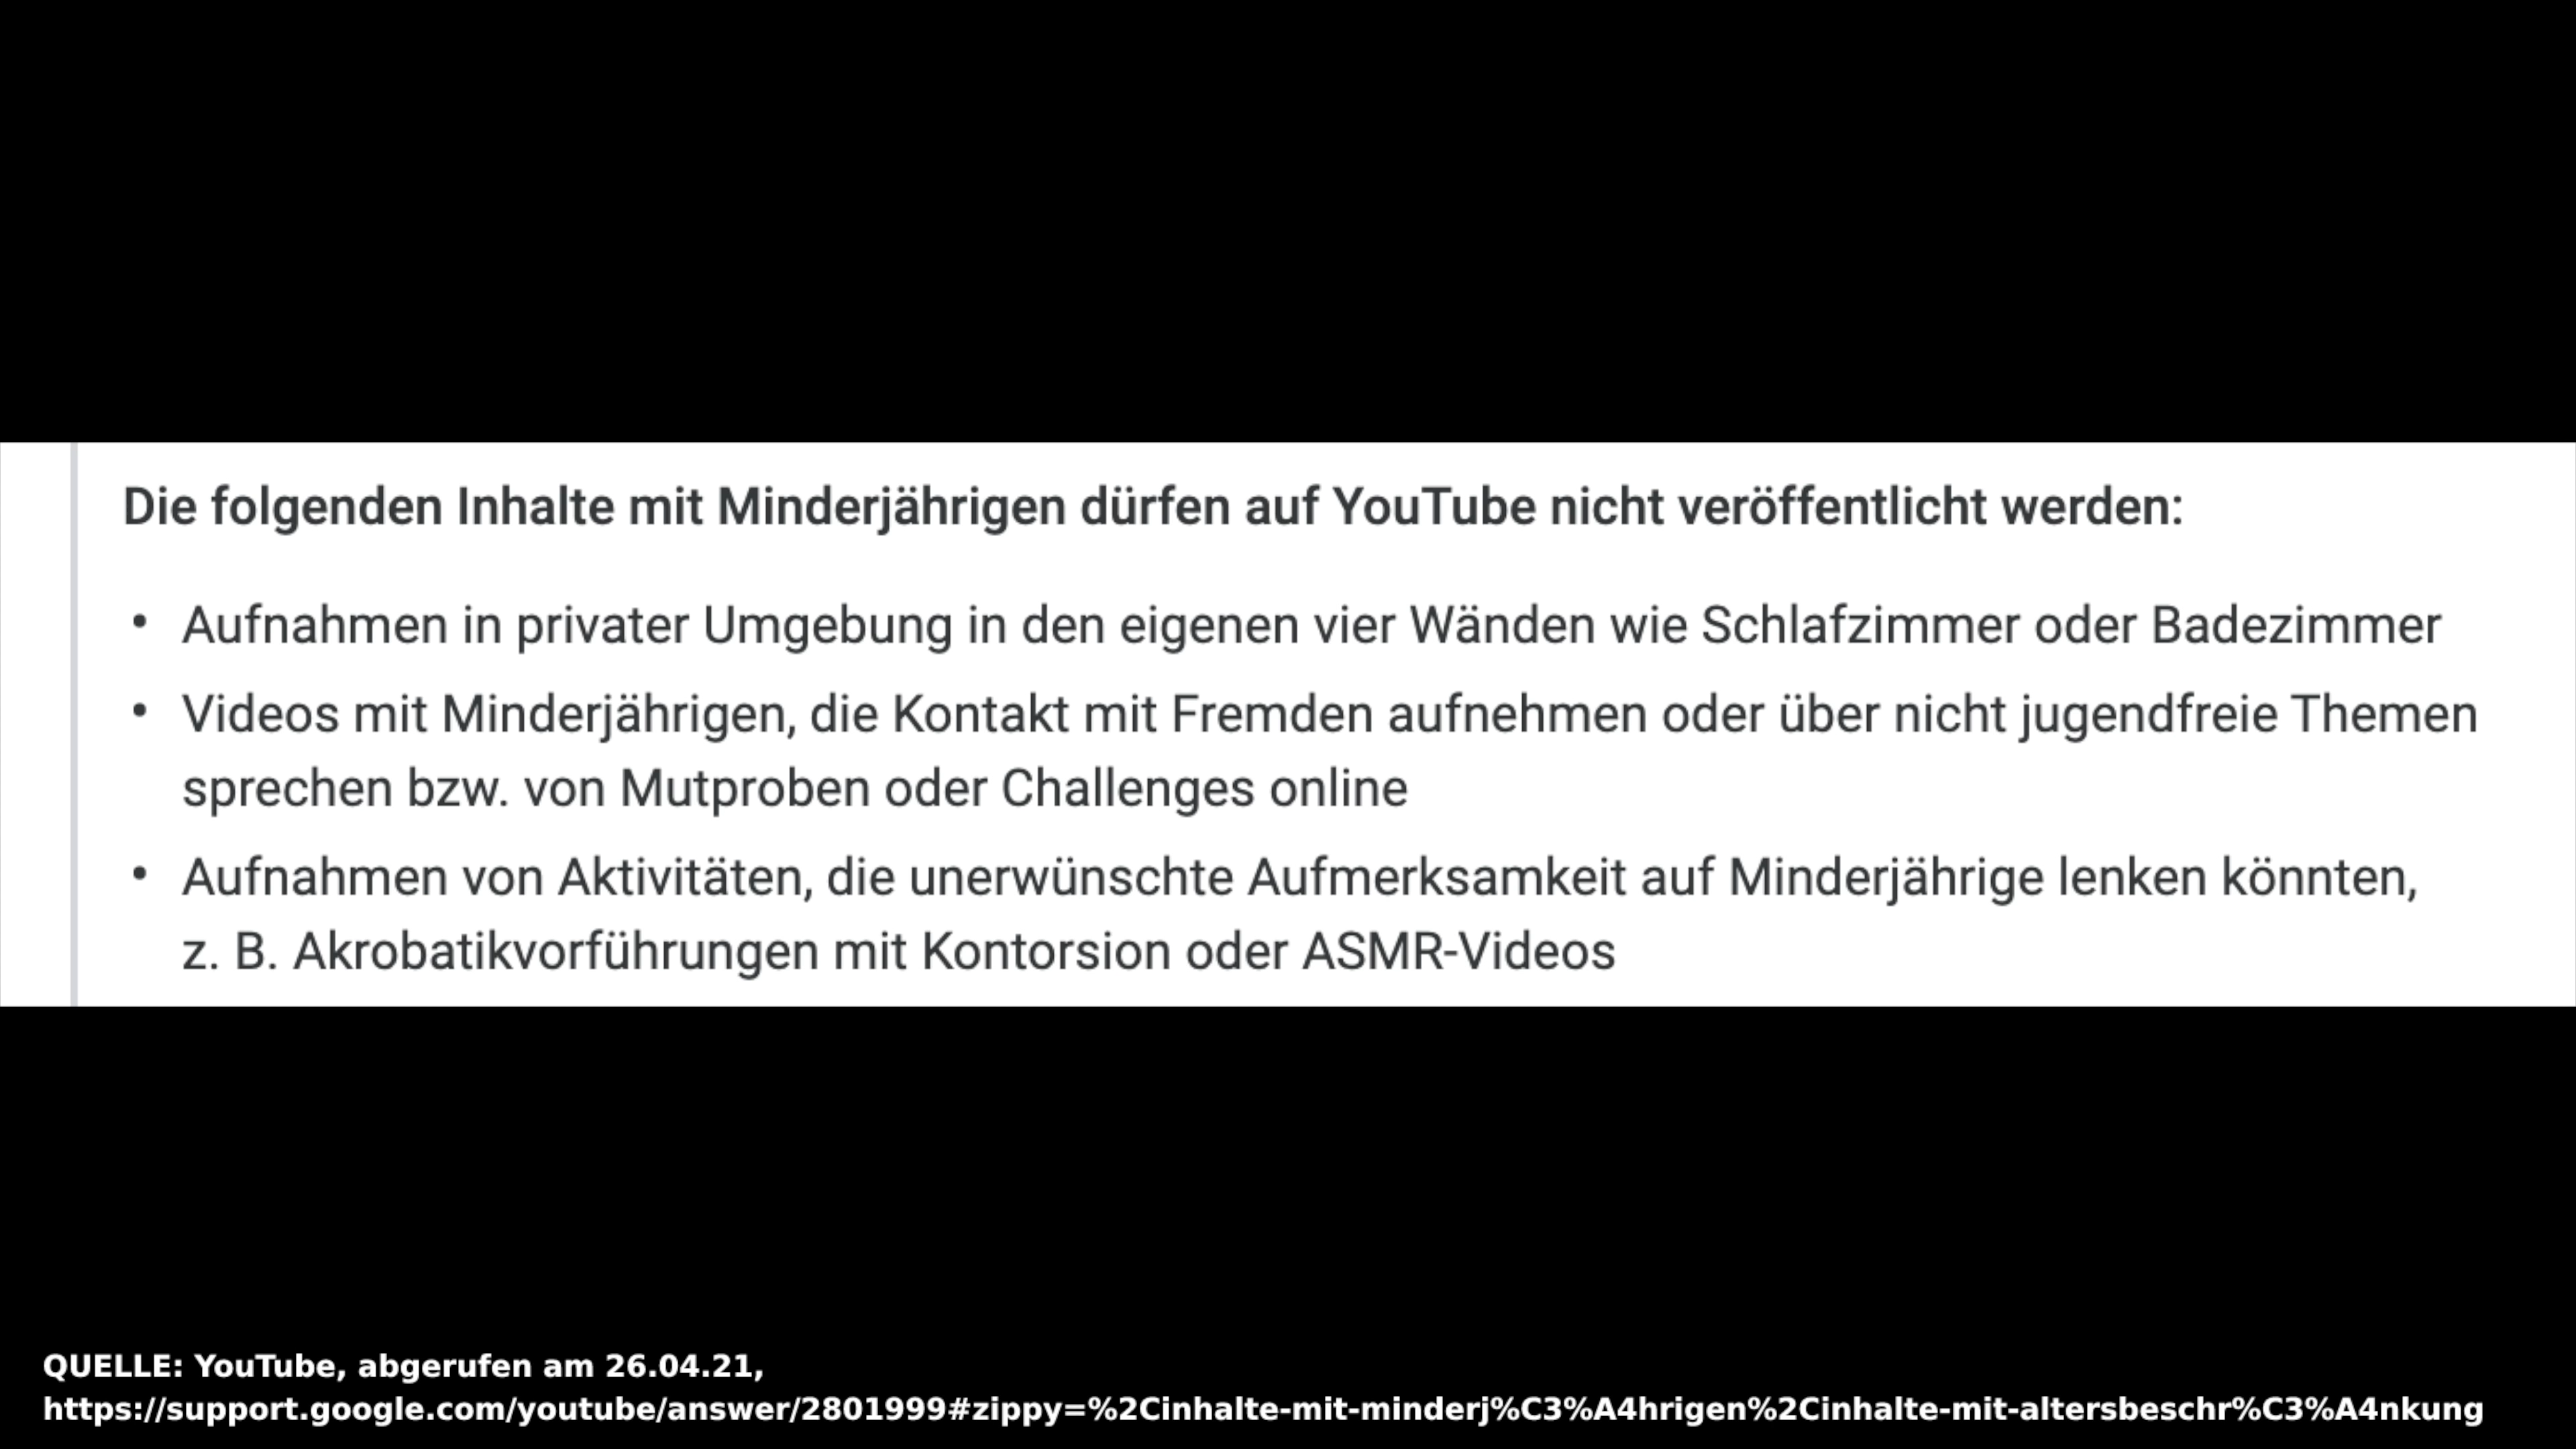 Die folgenden Inhalte mit Minderjährigen dürfen auf YouTube nicht veröffentlicht werden:
• Aufnahmen in privater Umgebung in den eigenen vier Wänden wie Schlafzimmer oder Badezimmer
• Videos mit Minderjährigen, die Kontakt mit Fremden aufnehmen oder über nicht jugendfreie Themen
sprechen bzw. von Mutproben oder Challenges online
• Aufnahmen von Aktivitäten, die unerwünschte Aufmerksamkeit auf Minderjährige lenken könnten,
z. B. Akrobatikvorführungen mit Kontorsion oder ASMR-Videos
QUELLE: YouTube, abgerufen am 26.04.21,
https://support.google.com/youtube/answer/2801999#zippy=%2Cinhalte-mit-minderj%C3%A4hrigen%2Cinhalte-mit-altersbeschr%C3%A4nkung